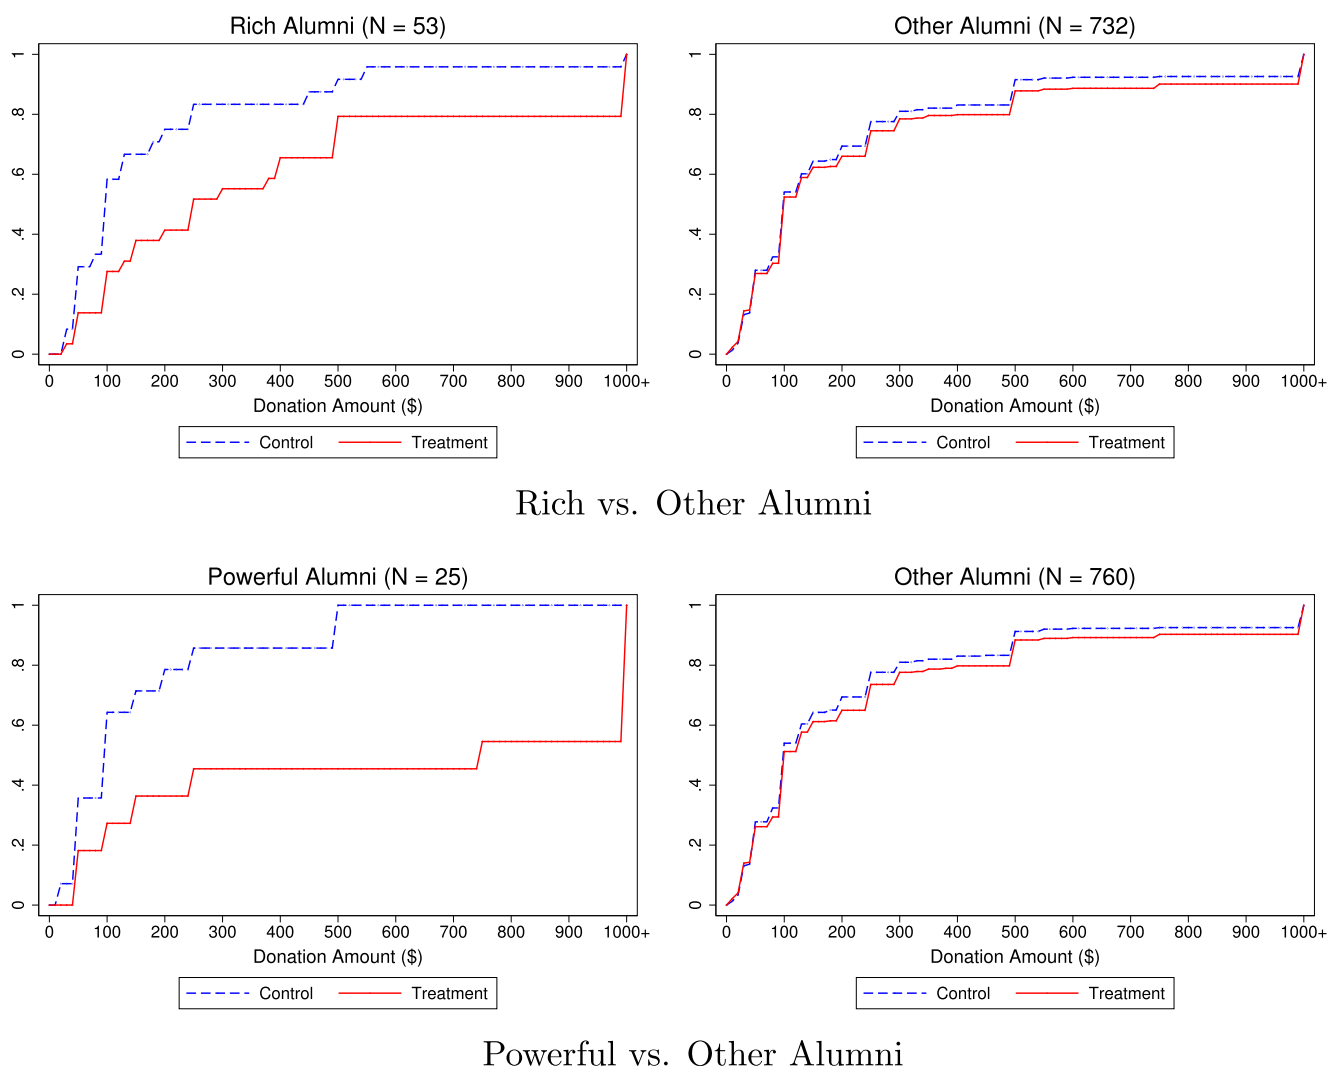 Rich Alumni (N = 53)
0 .2 .4 .6 .8 1
0 100 200 300 400 500 600 700 800 900 1000+
Donation Amount ($)
Control Treatment
Other Alumni (N = 732)
0 .2 .4 .6 .8 1
0 100 200 300 400 500 600 700 800 900 1000+
Donation Amount ($)
Control Treatment
Rich vs. Other Alumni
Powerful Alumni (N = 25)
0 .2 .4 .6 .8 1
0 100 200 300 400 500 600 700 800 900 1000+
Donation Amount ($)
Control Treatment
Other Alumni (N = 760)
0 .2 .4 .6 .8 1
0 100 200 300 400 500 600 700 800 900 1000+
Donation Amount ($)
Control Treatment
Powerful vs. Other Alumni